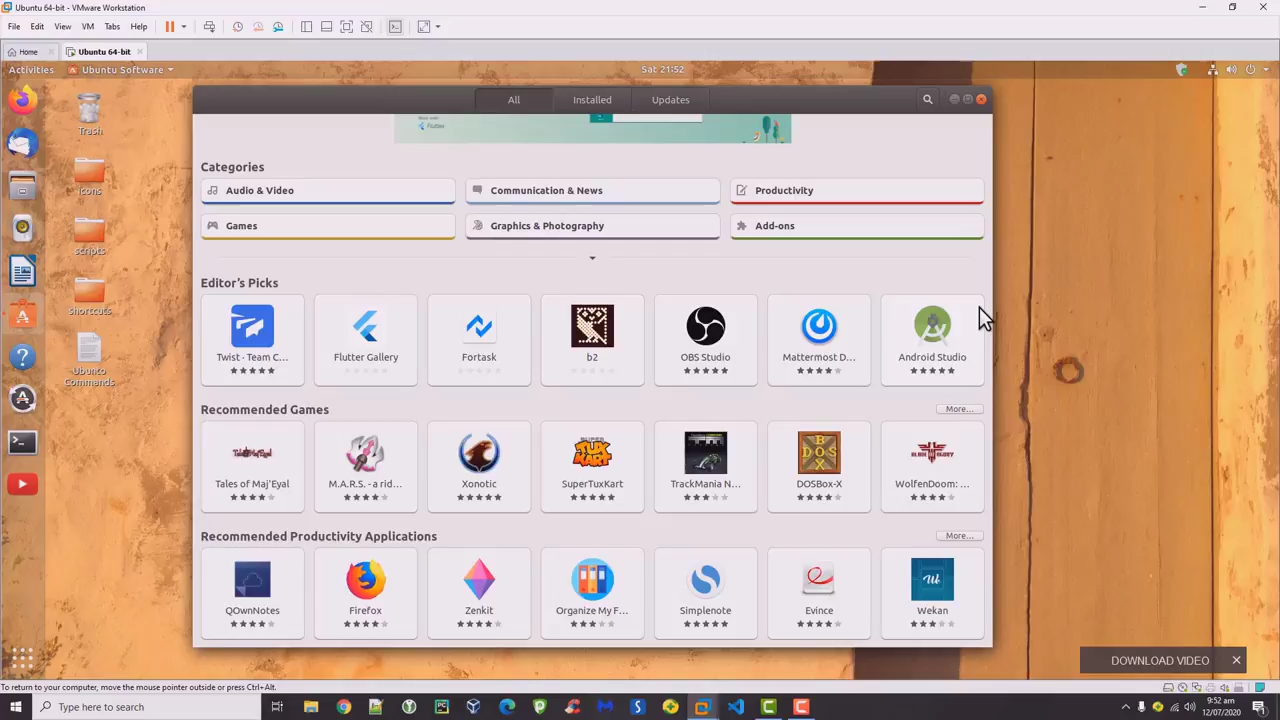 Ubuntu 64-bit - VMware Workstation
File Edit View VM Tabs Help
Home
Ubuntu 64-bit
Activities
Ubuntu Software
Sat 21:52
Trash
icons
scripts
shortcuts
Ubunto
Commands
All Installed Updates
Categories
Audio & Video Communication & News Productivity
Games Graphics & Photography Add-ons
Editor's Picks
Twist - Team C... Flutter Gallery Fortask b2 OBS Studio Mattermost D... Android Studio
Recommended Games More...
Tales of Maj'Eyal M.A.R.S. - a rid... Xonotic SuperTuxKart TrackMania N... DOSBox-X WolfenDoom: ...
Recommended Productivity Applications More...
QOwnNotes Firefox Zenkit Organize My F... Simplenote Evince Wekan
DOWNLOAD VIDEO
To return to your computer, move the mouse pointer outside or press Ctrl+Alt.
Type here to search
9:52 PM
12/07/2020